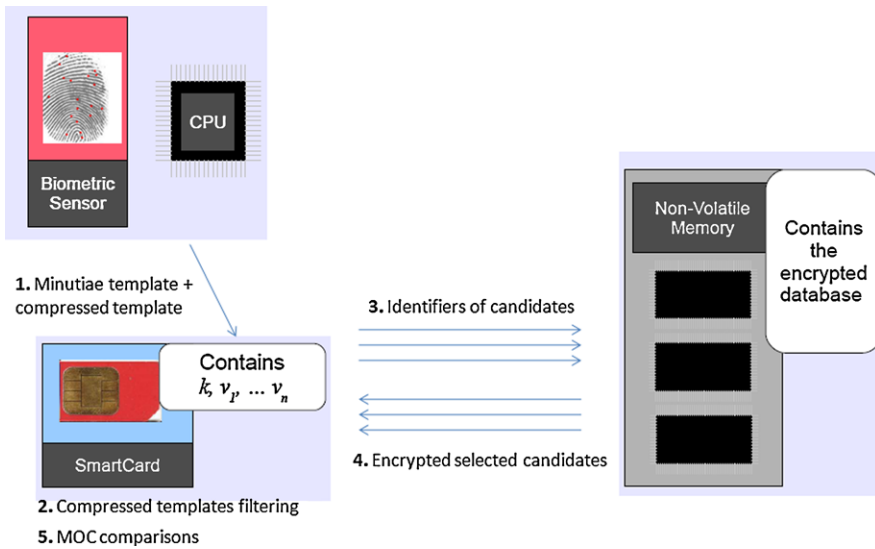 CPU
Biometric
Sensor
Non-Volatile
Memory
Contains
the
encrypted
database
1. Minutiae template +
compressed template
3. Identifiers of candidates
Contains
k, v1, ... vn
SmartCard
4. Encrypted selected candidates
2. Compressed templates filtering
5. MOC comparisons